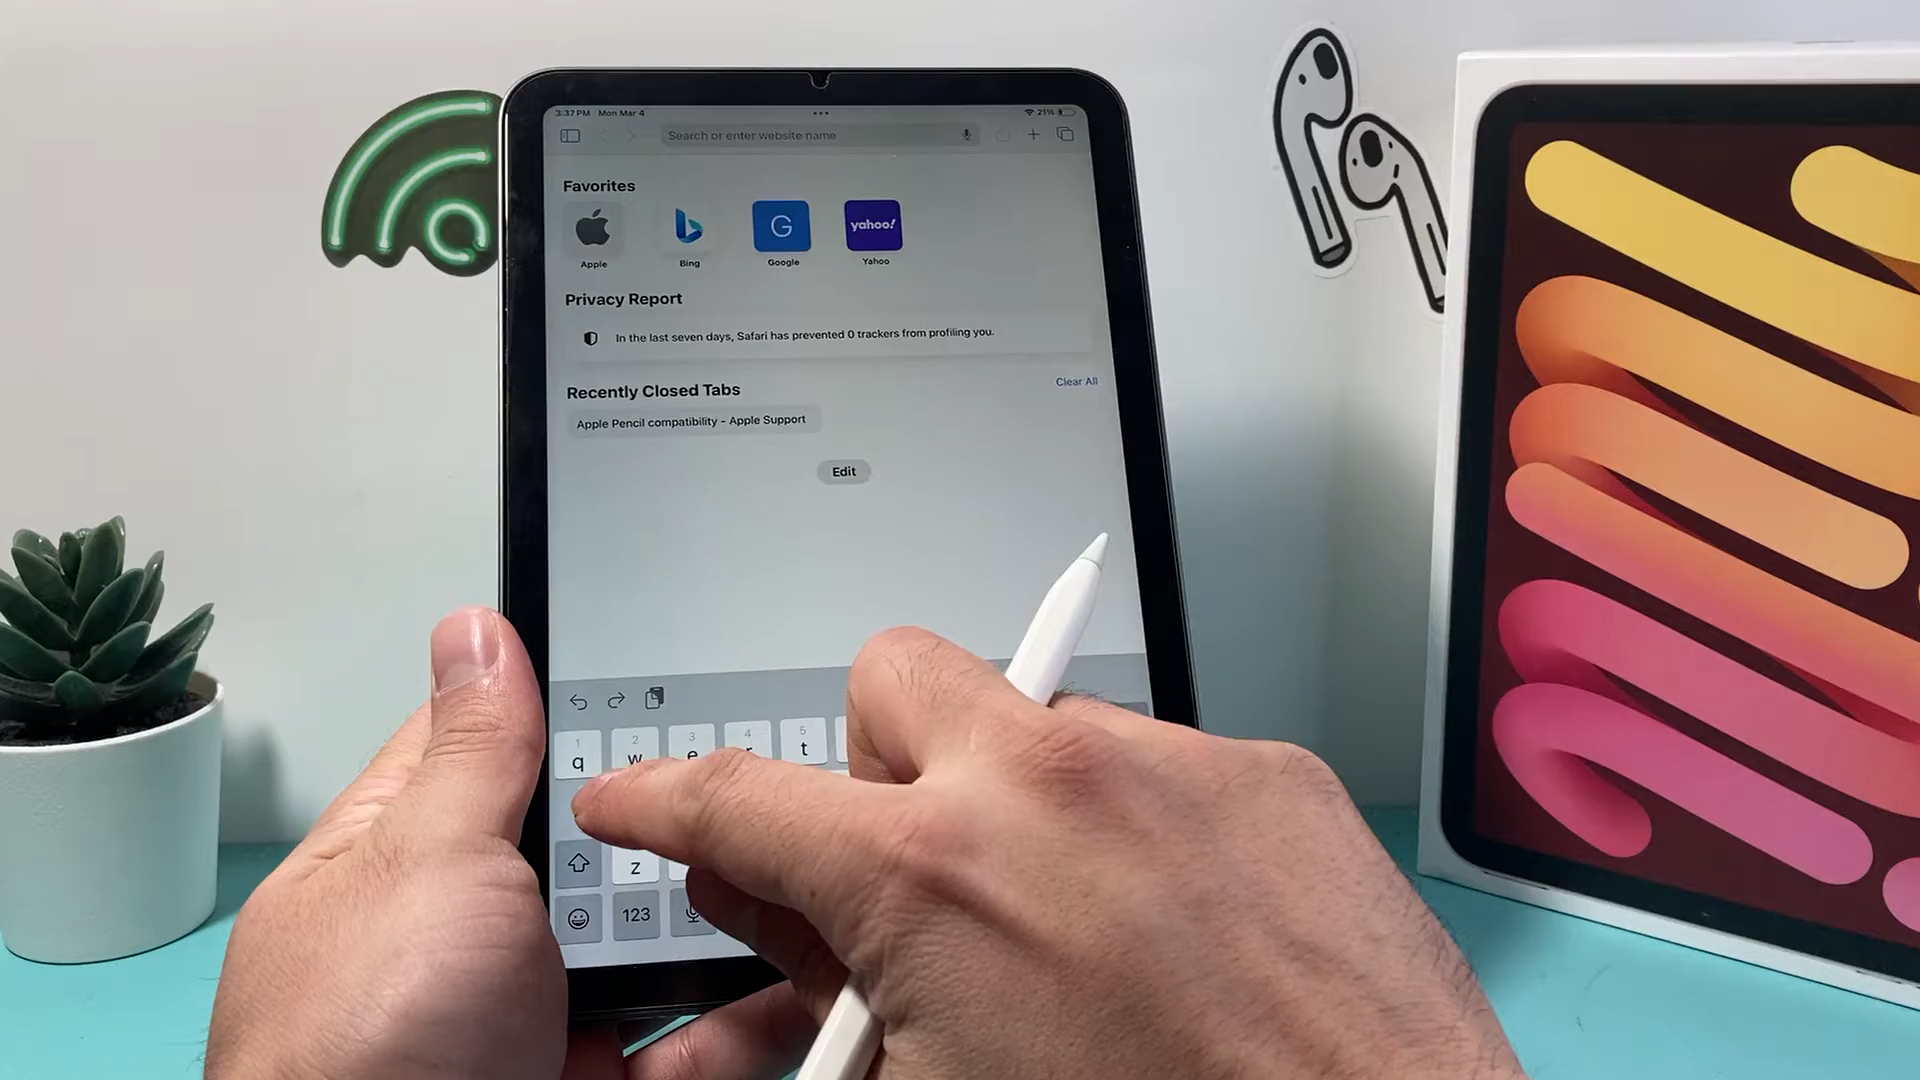 3:37 PM Mon Mar 4
21%
Search or enter website name
Favorites
G
yahoo!
Apple
Bing
Google
Yahoo
Privacy Report
In the last seven days, Safari has prevented 0 trackers from profiling you.
Recently Closed Tabs
Clear All
Apple Pencil compatibility - Apple Support
Edit
1 2 3 4 5
q w e r t
z
123